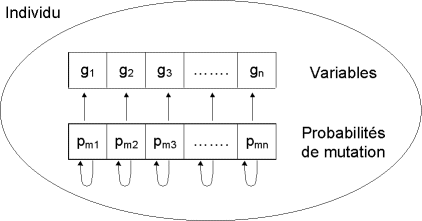 Individu
g1 g2 g3 ....... gn
Variables
pm1 pm2 pm3 ....... pmn
Probabilités
de mutation